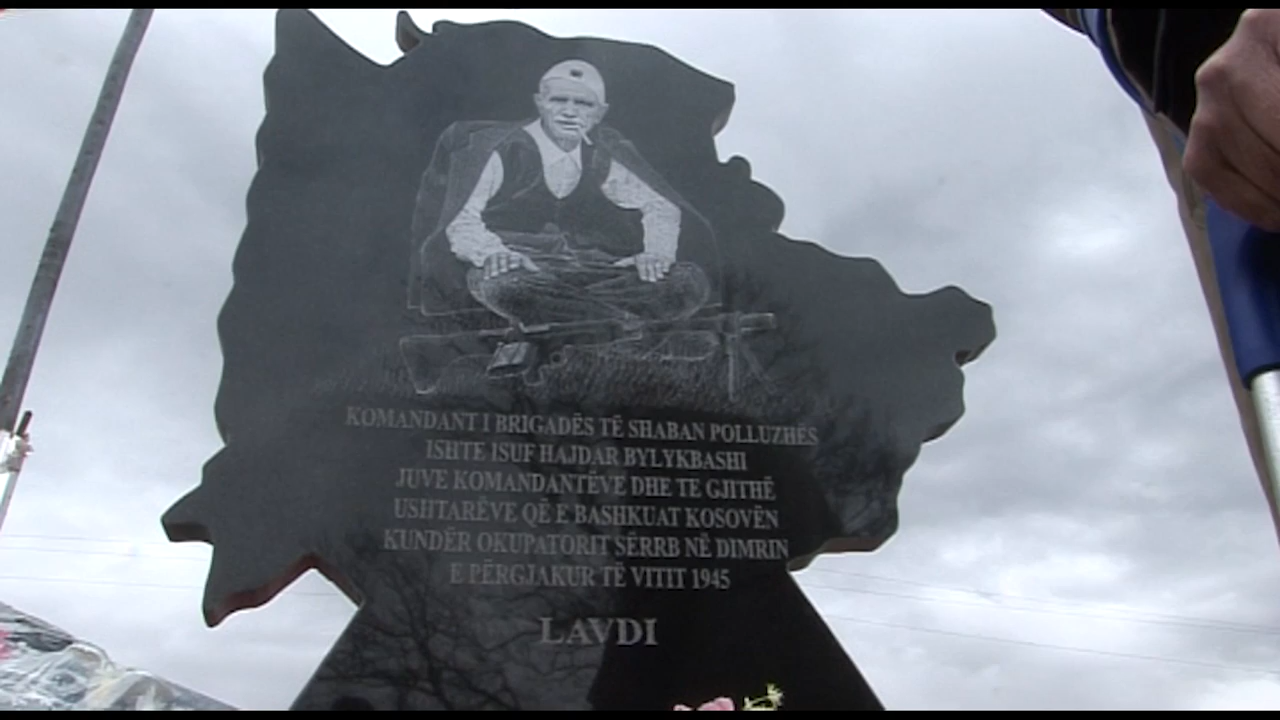 KOMANDANT I BRIGADËS TË SHABAN POLLUZHËS
ISHTE ISUF HAJDAR BYLYKBASHI
JUVE KOMANDANTËVE DHE TË GJITHË
USHTARËVE QË E BASHKUAT KOSOVËN
KUNDËR OKUPATORIT SËRRB NË DIMRIN
E PËRGJAKUR TË VITIT 1945
LAVDI